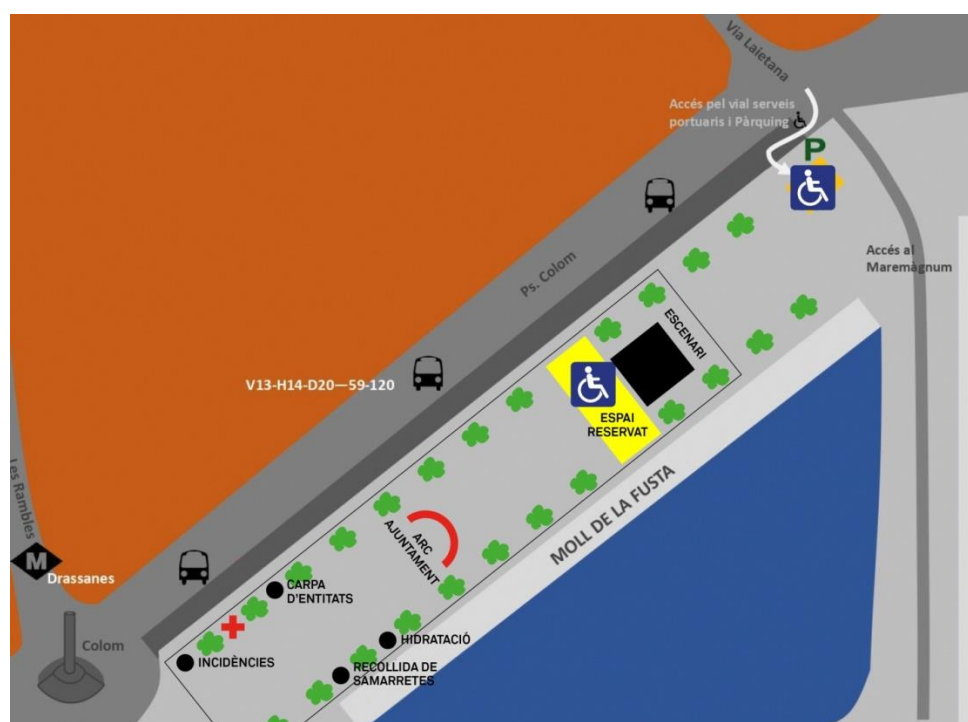 Via Laietana
Accés pel vial serveis
portuaris i Pàrquing
P
Accés al
Maremàgnum
Ps. Colom
ESCENARI
V13-H14-D20—59-120
ESPAI
RESERVAT
MOLL DE LA FUSTA
Les Rambles
M
Drassanes
ARC
AJUNTAMENT
CARPA
D'ENTITATS
Colom
HIDRATACIÓ
INCIDÈNCIES
RECOLLIDA DE
SAMARRETES